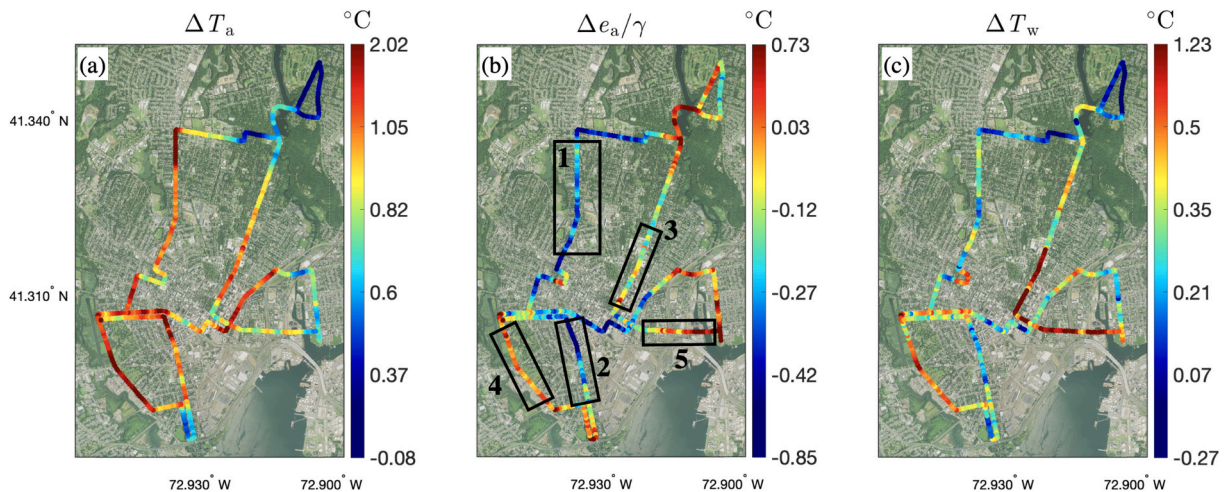 Δ Tₐ °C
Δ eₐ/γ °C
Δ T_w °C
(a)
(b)
(c)
41.340° N
41.310° N
2.02
1.05
0.82
0.6
0.37
-0.08
0.73
0.03
-0.12
-0.27
-0.42
-0.85
1.23
0.5
0.35
0.21
0.07
-0.27
1
3
4
2
5
72.930° W 72.900° W
72.930° W 72.900° W
72.930° W 72.900° W